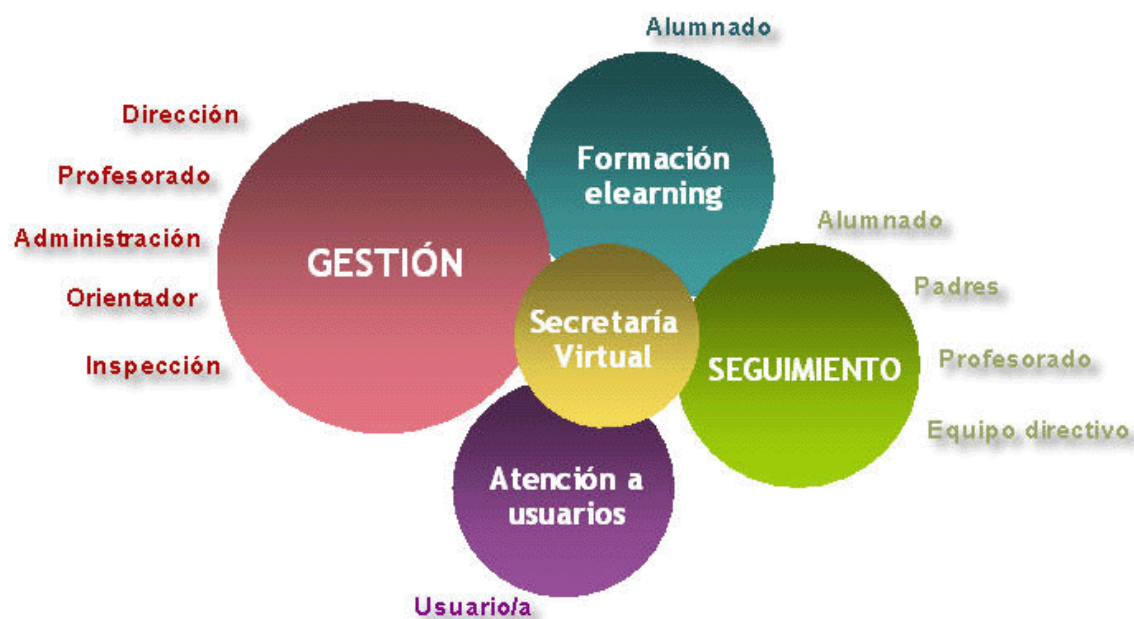 Alumnado
Dirección
Profesorado
Administración
Orientador
Inspección
GESTIÓN
Formación
elearning
Secretaría
Virtual
Alumnado
Padres
Profesorado
Equipo directivo
SEGUIMIENTO
Atención a
usuarios
Usuario/a